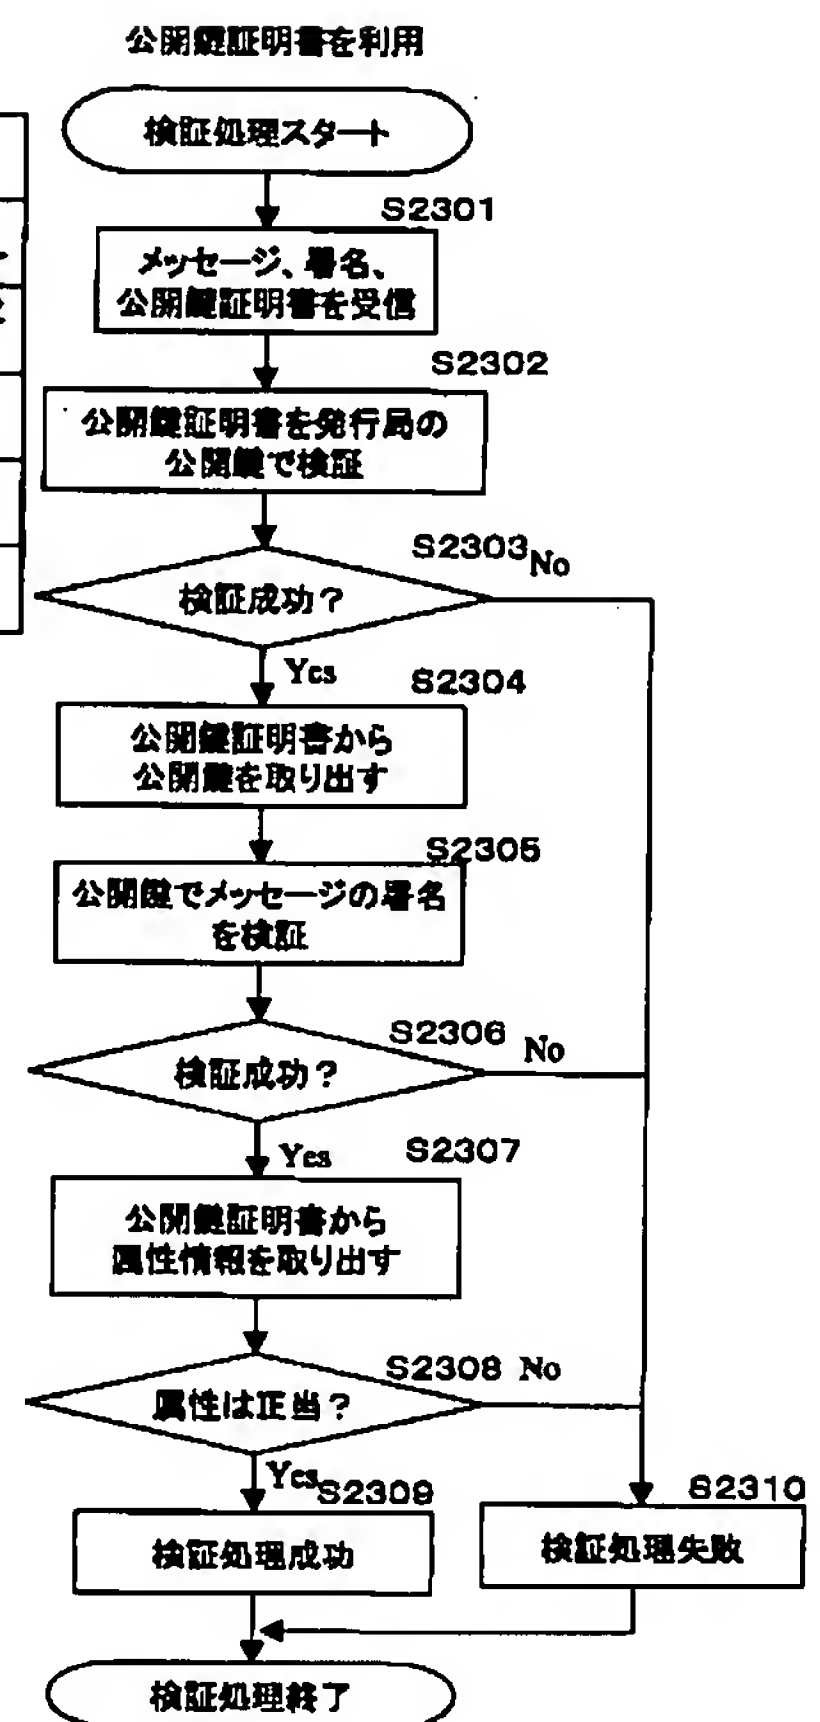 公開鍵証明書を利用
検証処理スタート
S2301
メッセージ、署名、
公開鍵証明書を受信
S2302
公開鍵証明書を発行局の
公開鍵で検証
S2303
No
検証成功？
Yes
S2304
公開鍵証明書から
公開鍵を取り出す
S2305
公開鍵でメッセージの署名
を検証
S2306
No
検証成功？
Yes
S2307
公開鍵証明書から
属性情報を取り出す
S2308 No
属性は正当？
Yes
S2309
S2310
検証処理成功
検証処理失敗
検証処理終了